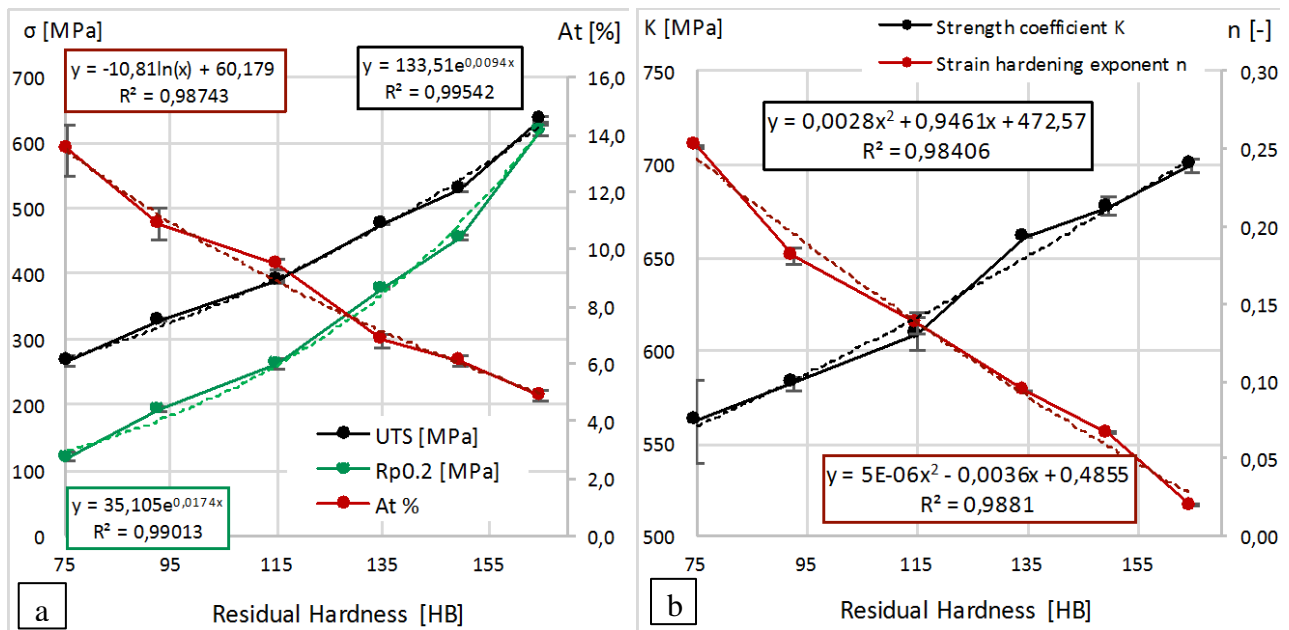 σ [MPa]
At [%]
y = -10,81ln(x) + 60,179
R² = 0,98743
y = 133,51e^0,0094x
R² = 0,99542
700
600
500
400
300
200
100
0
16,0
14,0
12,0
10,0
8,0
6,0
4,0
2,0
0,0
UTS [MPa]
Rp0.2 [MPa]
At %
y = 35,105e^0,0174x
R² = 0,99013
75
95
115
135
155
a
Residual Hardness [HB]
K [MPa]
n [-]
Strength coefficient K
Strain hardening exponent n
750
700
650
600
550
500
0,30
0,25
0,20
0,15
0,10
0,05
0,00
y = 0,0028x² + 0,9461x + 472,57
R² = 0,98406
y = 5E-06x² - 0,0036x + 0,4855
R² = 0,9881
75
95
115
135
155
b
Residual Hardness [HB]